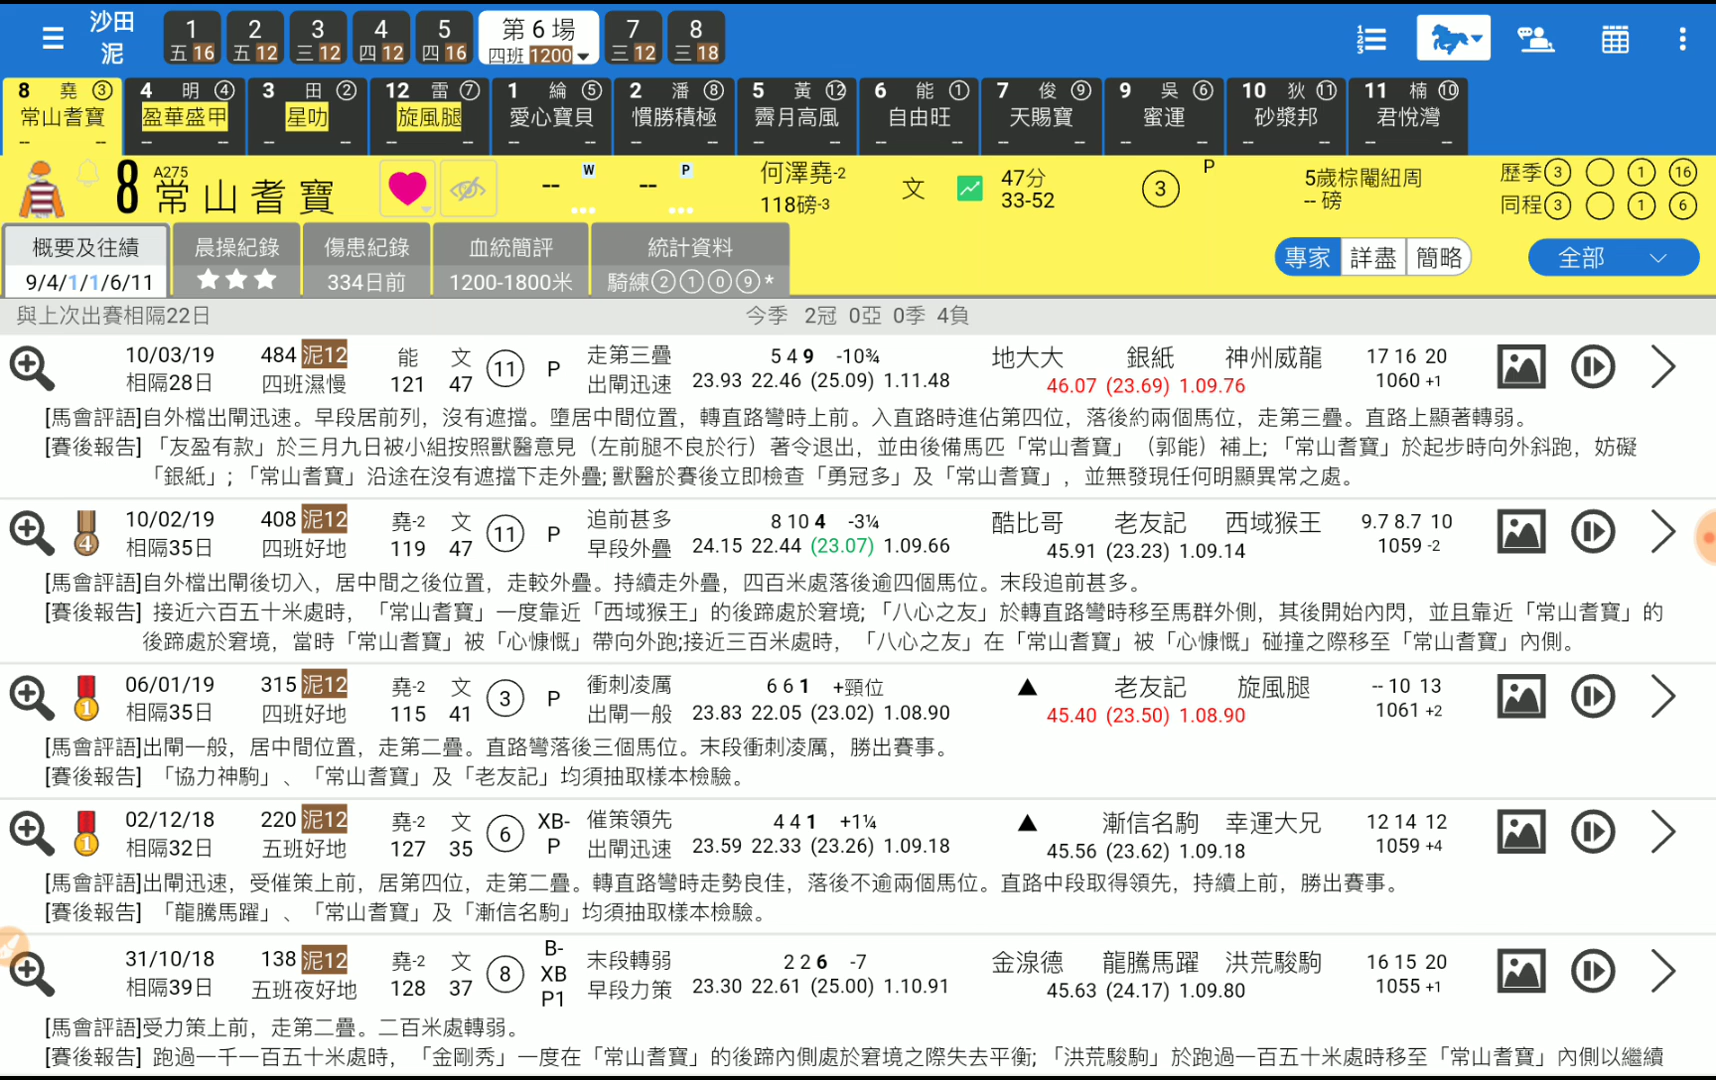 沙田
泥
1 五 16
2 五 12
3 三 12
4 四 12
5 四 16
第 6 場 四班 1200
7 三 12
8 三 18
8 堯 ③ 常山耆寶 -- --
4 明 ④ 盈華盛甲 -- --
3 田 ② 星叻 -- --
12 雷 ⑦ 旋風腿 -- --
1 綸 ⑤ 愛心寶貝 -- --
2 潘 ⑧ 慣勝積極 -- --
5 黃 ⑫ 霽月高風 -- --
6 能 ① 自由旺 -- --
7 俊 ⑨ 天賜寶 -- --
9 吳 ⑥ 蜜運 -- --
10 狄 ⑪ 砂漿邦 -- --
11 楠 ⑩ 君悅灣 -- --
8 A275 常山耆寶
-- W
-- P
何澤堯-2
118磅-3
文
47分
33-52
③ P
5歲棕閹紐周
-- 磅
歷季 ③ ○ ① ⑯
同程 ③ ○ ① ⑥
概要及往績 9/4/1/1/6/11
晨操紀錄 ★★★
傷患紀錄 334日前
血統簡評 1200-1800米
統計資料 騎練②①⓪⑨*
專家 詳盡 簡略
全部
與上次出賽相隔22日 今季 2冠 0亞 0季 4負
10/03/19 484 泥12 能 文 ⑪ P 走第三疊 5 4 9 -10¾ 地大大 銀紙 神州威龍 17 16 20
相隔28日 四班濕慢 121 47 出閘迅速 23.93 22.46 (25.09) 1.11.48 46.07 (23.69) 1.09.76 1060 +1
[馬會評語]自外檔出閘迅速。早段居前列，沒有遮擋。墮居中間位置，轉直路彎時上前。入直路時進佔第四位，落後約兩個馬位，走第三疊。直路上顯著轉弱。
[賽後報告] 「友盈有款」於三月九日被小組按照獸醫意見（左前腿不良於行）著令退出，並由後備馬匹「常山耆寶」（郭能）補上;「常山耆寶」於起步時向外斜跑，妨礙
「銀紙」;「常山耆寶」沿途在沒有遮擋下走外疊;獸醫於賽後立即檢查「勇冠多」及「常山耆寶」，並無發現任何明顯異常之處。
4 10/02/19 408 泥12 堯-2 文 ⑪ P 追前甚多 8 10 4 -3¼ 酷比哥 老友記 西域猴王 9.7 8.7 10
相隔35日 四班好地 119 47 早段外疊 24.15 22.44 (23.07) 1.09.66 45.91 (23.23) 1.09.14 1059 -2
[馬會評語]自外檔出閘後切入，居中間之後位置，走較外疊。持續走外疊，四百米處落後逾四個馬位。末段追前甚多。
[賽後報告] 接近六百五十米處時，「常山耆寶」一度靠近「西域猴王」的後蹄處於窘境;「八心之友」於轉直路彎時移至馬群外側，其後開始內閃，並且靠近「常山耆寶」的
後蹄處於窘境，當時「常山耆寶」被「心慷慨」帶向外跑;接近三百米處時，「八心之友」在「常山耆寶」被「心慷慨」碰撞之際移至「常山耆寶」內側。
1 06/01/19 315 泥12 堯-2 文 ③ P 衝刺凌厲 6 6 1 +頸位 ▲ 老友記 旋風腿 -- 10 13
相隔35日 四班好地 115 41 出閘一般 23.83 22.05 (23.02) 1.08.90 45.40 (23.50) 1.08.90 1061 +2
[馬會評語]出閘一般，居中間位置，走第二疊。直路彎落後三個馬位。末段衝刺凌厲，勝出賽事。
[賽後報告] 「協力神駒」、「常山耆寶」及「老友記」均須抽取樣本檢驗。
1 02/12/18 220 泥12 堯-2 文 ⑥ XB- 催策領先 4 4 1 +1¼ ▲ 漸信名駒 幸運大兄 12 14 12
相隔32日 五班好地 127 35 P 出閘迅速 23.59 22.33 (23.26) 1.09.18 45.56 (23.62) 1.09.18 1059 +4
[馬會評語]出閘迅速，受催策上前，居第四位，走第二疊。轉直路彎時走勢良佳，落後不逾兩個馬位。直路中段取得領先，持續上前，勝出賽事。
[賽後報告] 「龍騰馬躍」、「常山耆寶」及「漸信名駒」均須抽取樣本檢驗。
31/10/18 138 泥12 堯-2 文 ⑧ B- XB P1 末段轉弱 2 2 6 -7 金湶德 龍騰馬躍 洪荒駿駒 16 15 20
相隔39日 五班夜好地 128 37 早段力策 23.30 22.61 (25.00) 1.10.91 45.63 (24.17) 1.09.80 1055 +1
[馬會評語]受力策上前，走第二疊。二百米處轉弱。
[賽後報告] 跑過一千一百五十米處時，「金剛秀」一度在「常山耆寶」的後蹄內側處於窘境之際失去平衡;「洪荒駿駒」於跑過一百五十米處時移至「常山耆寶」內側以繼續